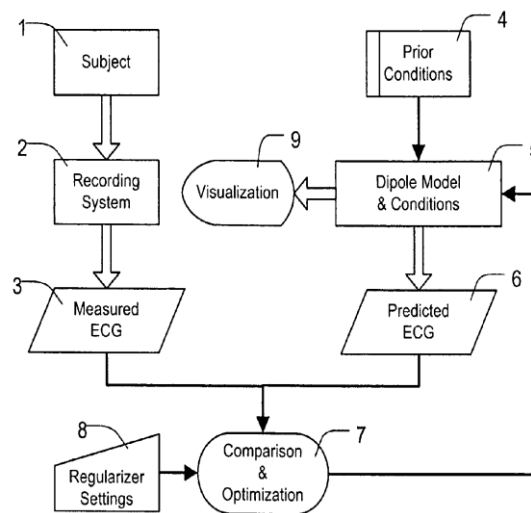 1
Subject
4
Prior
Conditions
2
Recording
System
9
Visualization
5
Dipole Model
& Conditions
3
Measured
ECG
6
Predicted
ECG
8
Regularizer
Settings
7
Comparison
&
Optimization